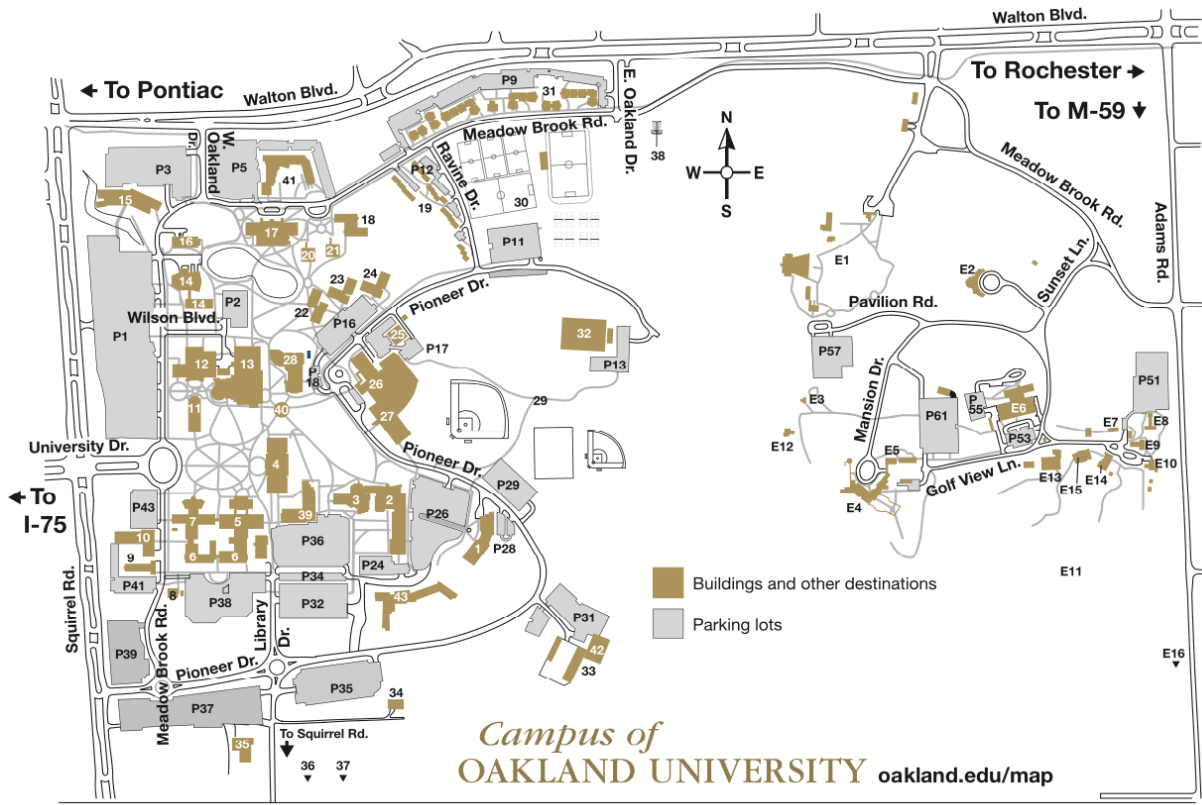 Walton Blvd.
To Rochester
To M-59
To Pontiac
Walton Blvd.
P9
31
E. Oakland Dr.
Meadow Brook Rd.
38
N
W E
S
W. Oakland
Dr.
P3
P5
41
P12
Ravine Dr.
19
30
15
18
17
16
20
21
P11
Meadow Brook Rd.
Adams Rd.
Sunset Ln.
E1
E2
14
14
23
24
22
P2
Pioneer Dr.
Pavilion Rd.
Wilson Blvd.
P16
P1
25
P17
32
P13
P57
12
13
28
P
18
26
29
27
11
40
Mansion Dr.
E3
P61
P
55
E6
P53
P51
E7
E8
E9
E10
E12
University Dr.
4
Pioneer Dr.
E5
Golf View Ln.
E13
E15
E14
E4
To
I-75
P43
7
5
39
3
2
P26
P29
10
9
6
6
P36
1
P28
P24
P41
8
P38
P34
P32
43
E11
Buildings and other destinations
Parking lots
Squirrel Rd.
Meadow Brook Rd.
Library
Dr.
P31
42
33
P39
Pioneer Dr.
P35
34
P37
E16
35
To Squirrel Rd.
36
37
Campus of
OAKLAND UNIVERSITY oakland.edu/map